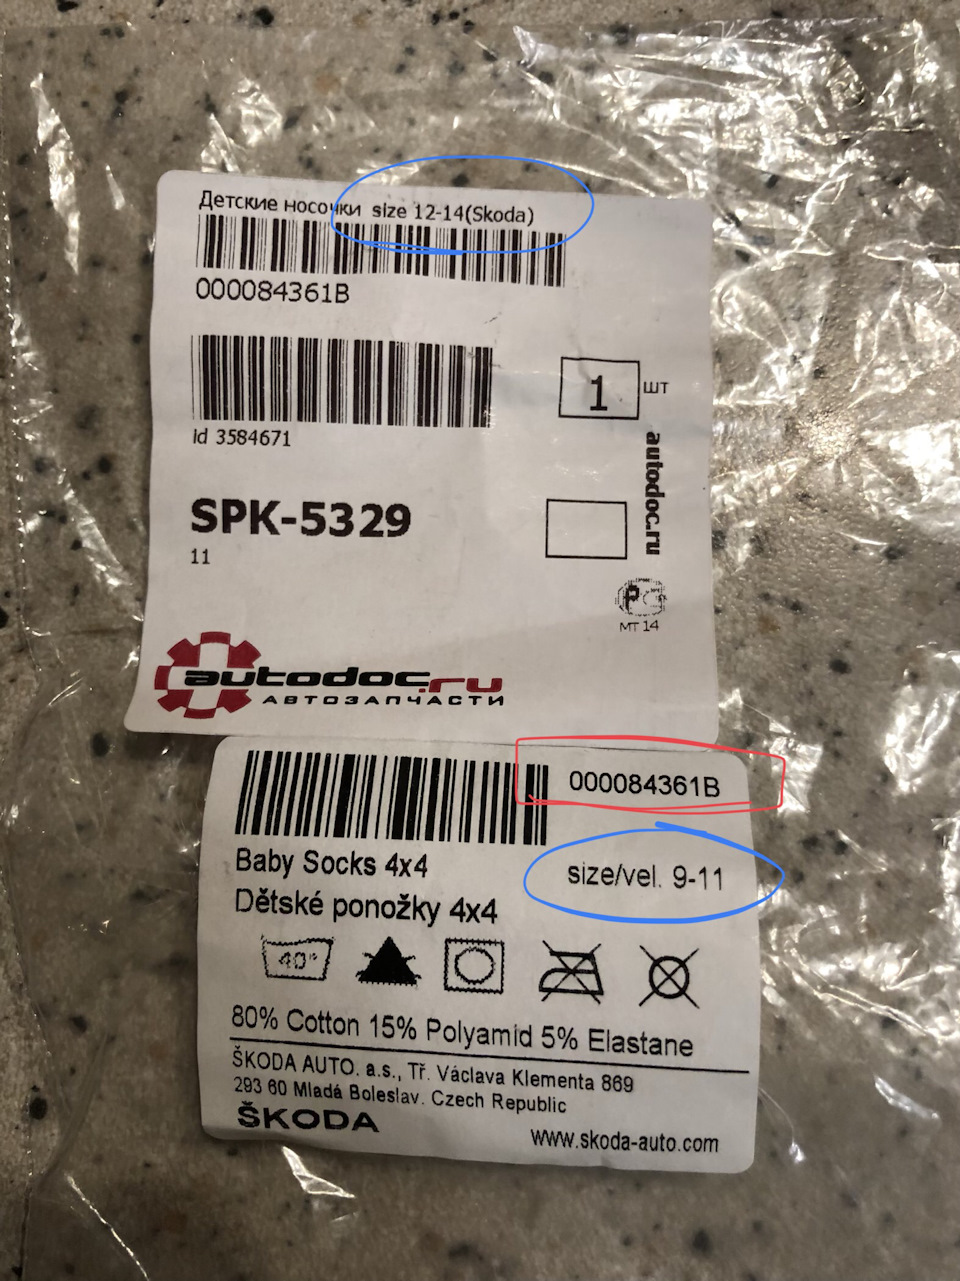 Детские носочки size 12-14(Skoda)
000084361B
1 шт
Id 3584671
autodoc.ru
SPK-5329
11
РС
МТ 14
autodoc.ru
АВТОЗАПЧАСТИ
000084361B
Baby Socks 4x4
size/vel. 9-11
Dětské ponožky 4x4
40°
80% Cotton 15% Polyamid 5% Elastane
ŠKODA AUTO. a.s., Tř. Václava Klementa 869
293 60 Mladá Boleslav. Czech Republic
ŠKODA
www.skoda-auto.com